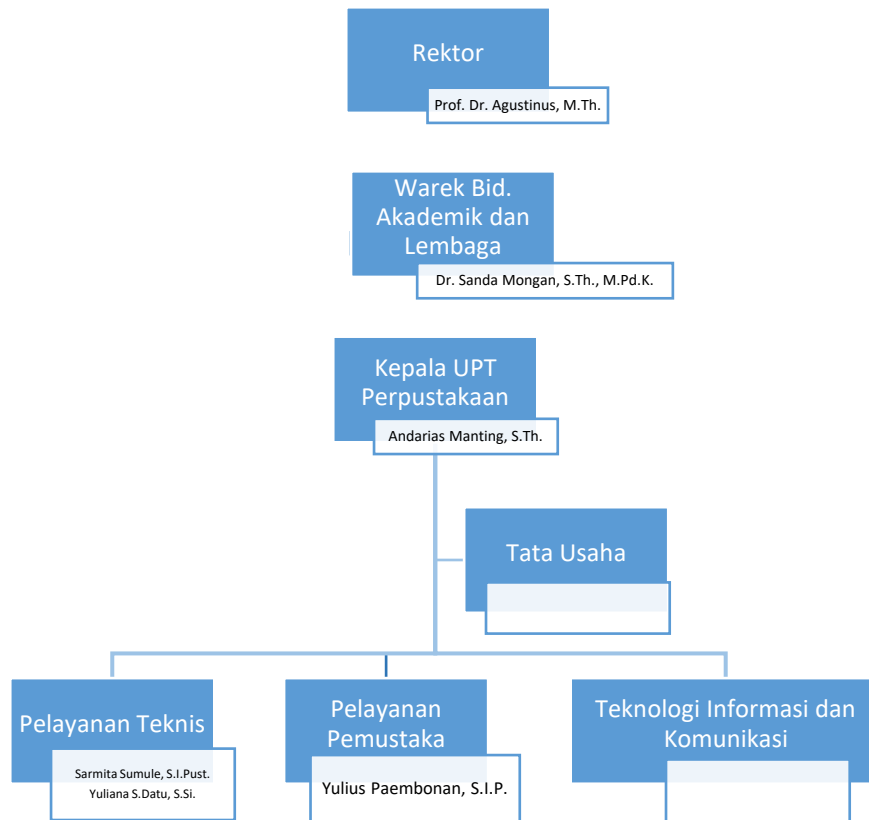 Rektor
Prof. Dr. Agustinus, M.Th.
Warek Bid.
Akademik dan
Lembaga
Dr. Sanda Mongan, S.Th., M.Pd.K.
Kepala UPT
Perpustakaan
Andarias Manting, S.Th.
Tata Usaha
Pelayanan Teknis
Sarmita Sumule, S.I.Pust.
Yuliana S.Datu, S.Si.
Pelayanan
Pemustaka
Yulius Paembonan, S.I.P.
Teknologi Informasi dan
Komunikasi